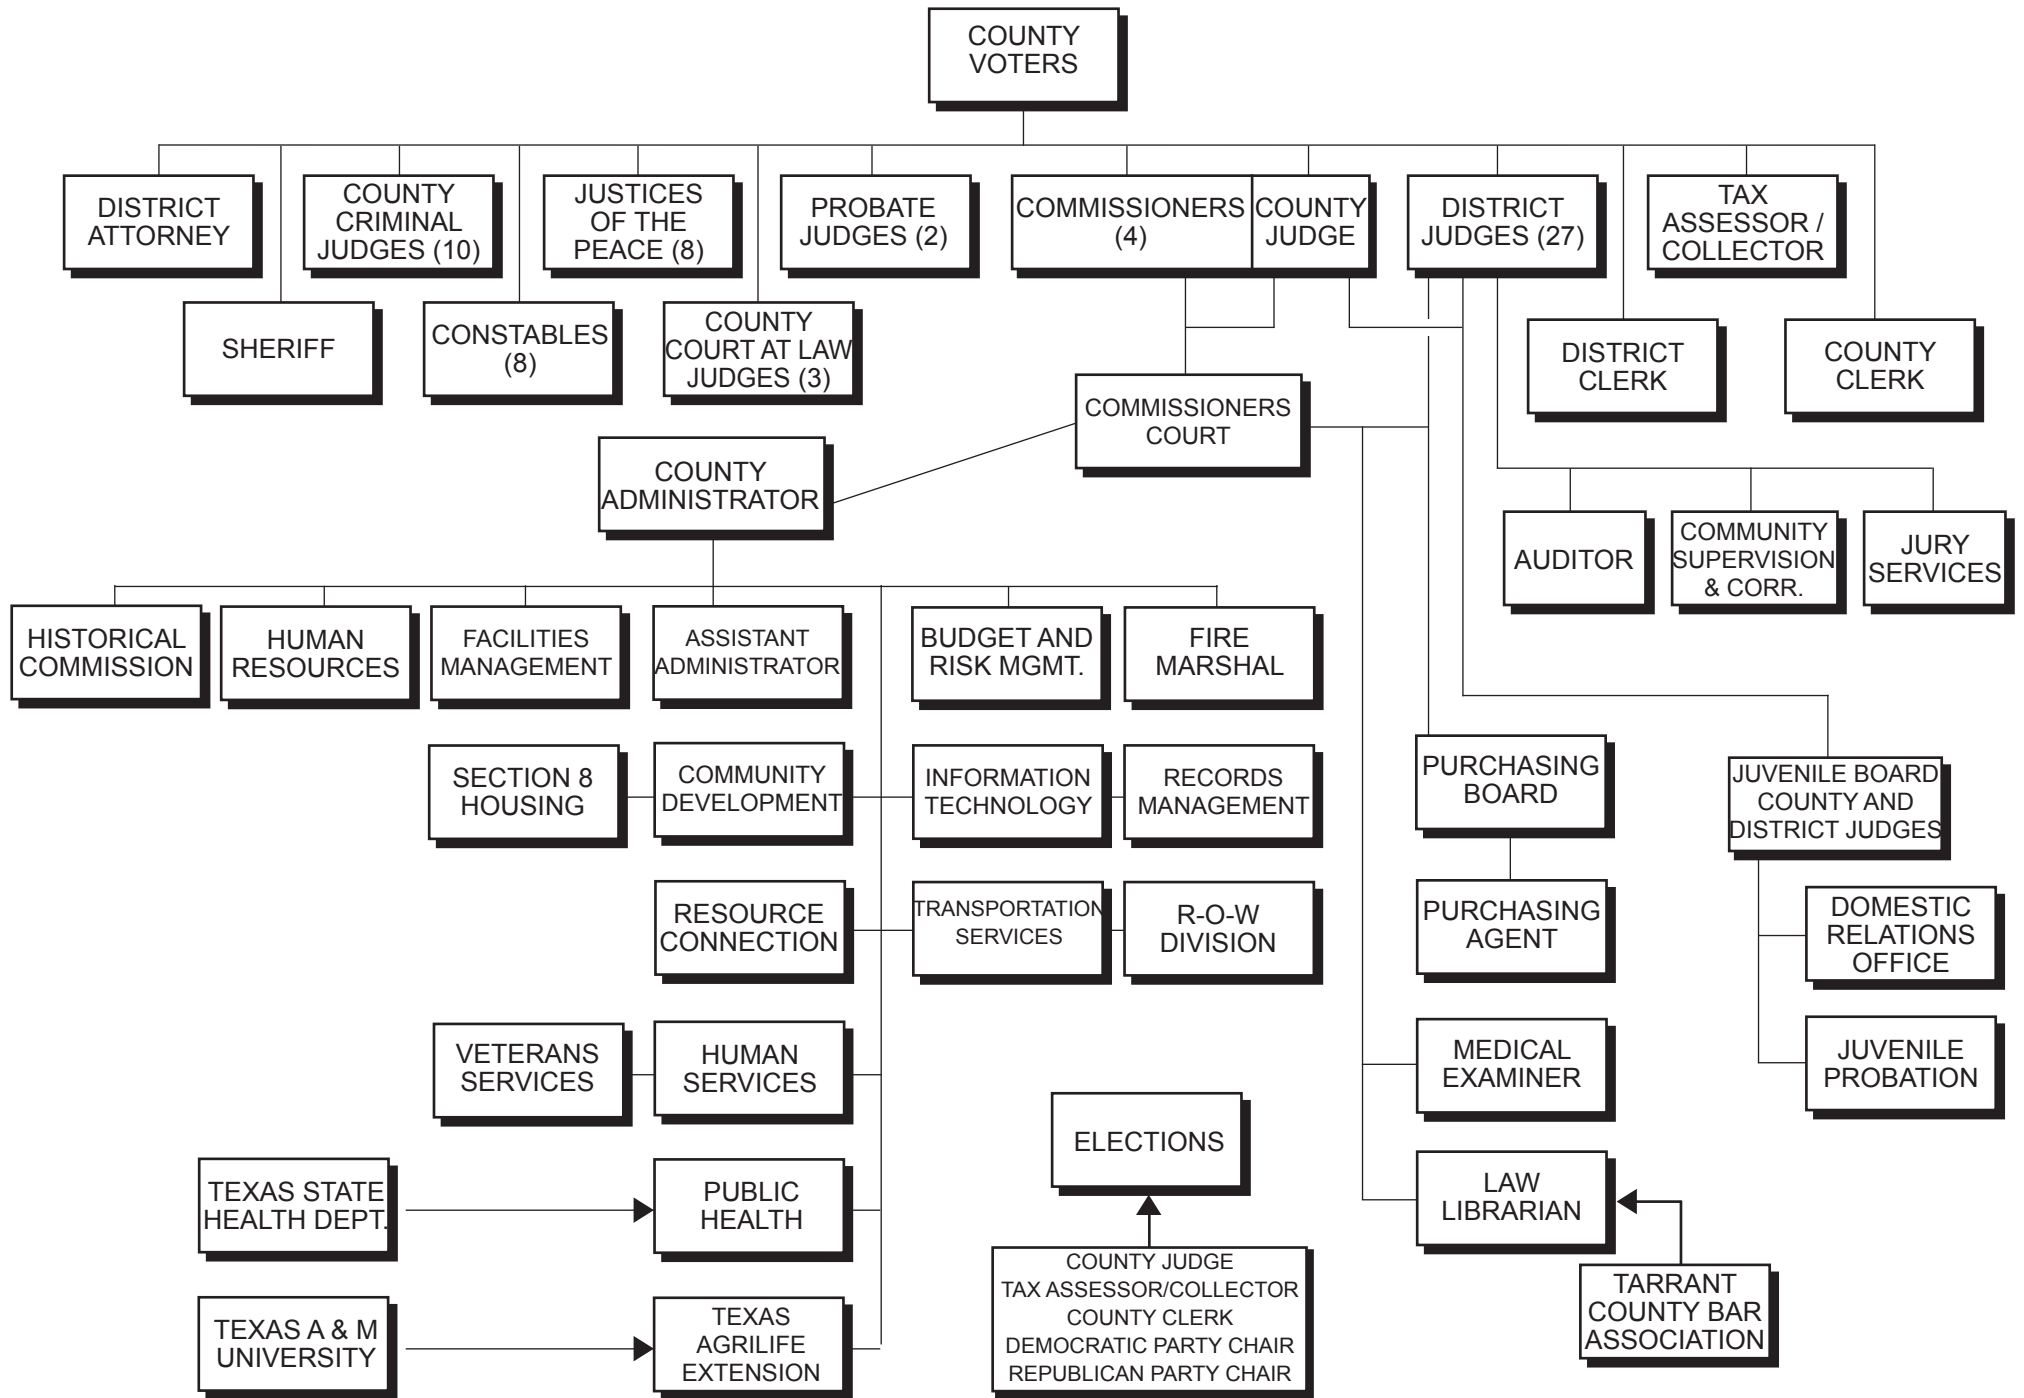 COUNTY
VOTERS
DISTRICT
ATTORNEY
COUNTY
CRIMINAL
JUDGES (10)
JUSTICES
OF THE
PEACE (8)
PROBATE
JUDGES (2)
COMMISSIONERS
(4)
COUNTY
JUDGE
DISTRICT
JUDGES (27)
TAX
ASSESSOR /
COLLECTOR
SHERIFF
CONSTABLES
(8)
COUNTY
COURT AT LAW
JUDGES (3)
DISTRICT
CLERK
COUNTY
CLERK
COMMISSIONERS
COURT
COUNTY
ADMINISTRATOR
AUDITOR
COMMUNITY
SUPERVISION
& CORR.
JURY
SERVICES
HISTORICAL
COMMISSION
HUMAN
RESOURCES
FACILITIES
MANAGEMENT
ASSISTANT
ADMINISTRATOR
BUDGET AND
RISK MGMT.
FIRE
MARSHAL
SECTION 8
HOUSING
COMMUNITY
DEVELOPMENT
INFORMATION
TECHNOLOGY
RECORDS
MANAGEMENT
PURCHASING
BOARD
JUVENILE BOARD
COUNTY AND
DISTRICT JUDGES
RESOURCE
CONNECTION
TRANSPORTATION
SERVICES
R-O-W
DIVISION
PURCHASING
AGENT
DOMESTIC
RELATIONS
OFFICE
VETERANS
SERVICES
HUMAN
SERVICES
MEDICAL
EXAMINER
JUVENILE
PROBATION
ELECTIONS
TEXAS STATE
HEALTH DEPT.
PUBLIC
HEALTH
LAW
LIBRARIAN
TEXAS A & M
UNIVERSITY
TEXAS
AGRILIFE
EXTENSION
COUNTY JUDGE
TAX ASSESSOR/COLLECTOR
COUNTY CLERK
DEMOCRATIC PARTY CHAIR
REPUBLICAN PARTY CHAIR
TARRANT
COUNTY BAR
ASSOCIATION